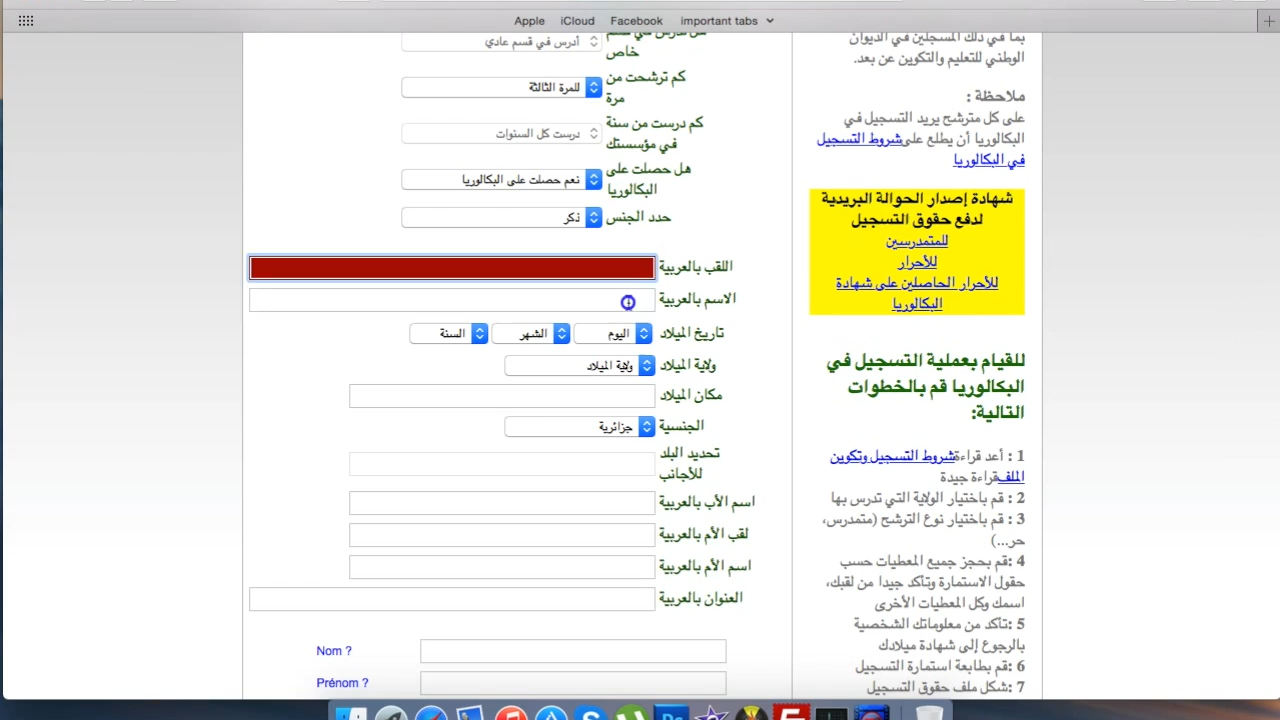 Apple iCloud Facebook important tabs
أدرس في قسم عادي
خاص
كم ترشحت من
مرة
للمرة الثالثة
كم درست من سنة
في مؤسستك
درست كل السنوات
هل حصلت على
البكالوريا
نعم حصلت على البكالوريا
حدد الجنس
ذكر
اللقب بالعربية
الاسم بالعربية
تاريخ الميلاد
اليوم
الشهر
السنة
ولاية الميلاد
ولاية الميلاد
مكان الميلاد
الجنسية
جزائرية
تحديد البلد
للأجانب
اسم الأب بالعربية
لقب الأم بالعربية
اسم الأم بالعربية
العنوان بالعربية
Nom ?
Prénom ?
بما في ذلك المسجلين في الديوان
الوطني للتعليم والتكوين عن بعد.
ملاحظة :
على كل مترشح يريد التسجيل في
البكالوريا أن يطلع علىشروط التسجيل
في البكالوريا
شهادة إصدار الحوالة البريدية
لدفع حقوق التسجيل
للمتمدرسين
للأحرار
للأحرار الحاصلين على شهادة
البكالوريا
للقيام بعملية التسجيل في
البكالوريا قم بالخطوات
التالية:
1 : أعد قراءةشروط التسجيل وتكوين
الملفقراءة جيدة
2 : قم باختيار الولاية التي تدرس بها
3 : قم باختيار نوع الترشح (متمدرس،
حر...)
4 :قم بحجز جميع المعطيات حسب
حقول الاستمارة وتأكد جيدا من لقبك،
اسمك وكل المعطيات الأخرى
5 :تأكد من معلوماتك الشخصية
بالرجوع إلى شهادة ميلادك
6 :قم بطابعة استمارة التسجيل
7 :شكل ملف حقوق التسجيل
Ps